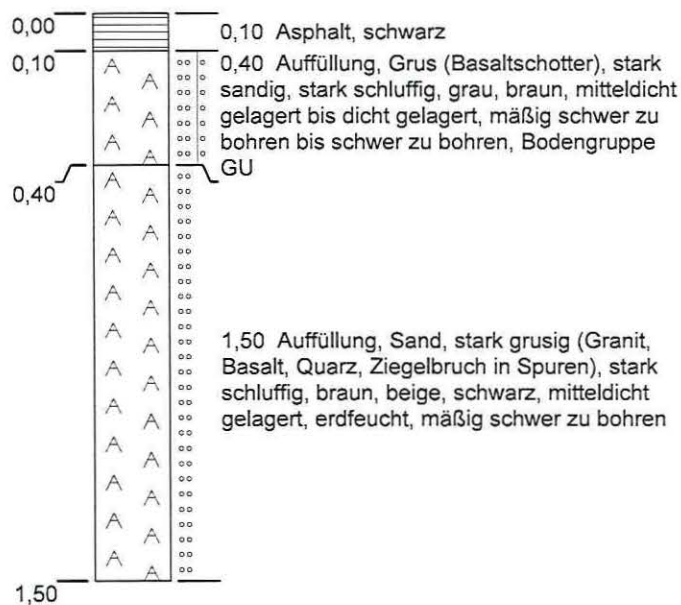 0,00
0,10 Asphalt, schwarz
0,10
0,40 Auffüllung, Grus (Basaltschotter), stark
sandig, stark schluffig, grau, braun, mitteldicht
gelagert bis dicht gelagert, mäßig schwer zu
bohren bis schwer zu bohren, Bodengruppe
GU
0,40
1,50 Auffüllung, Sand, stark grusig (Granit,
Basalt, Quarz, Ziegelbruch in Spuren), stark
schluffig, braun, beige, schwarz, mitteldicht
gelagert, erdfeucht, mäßig schwer zu bohren
1,50